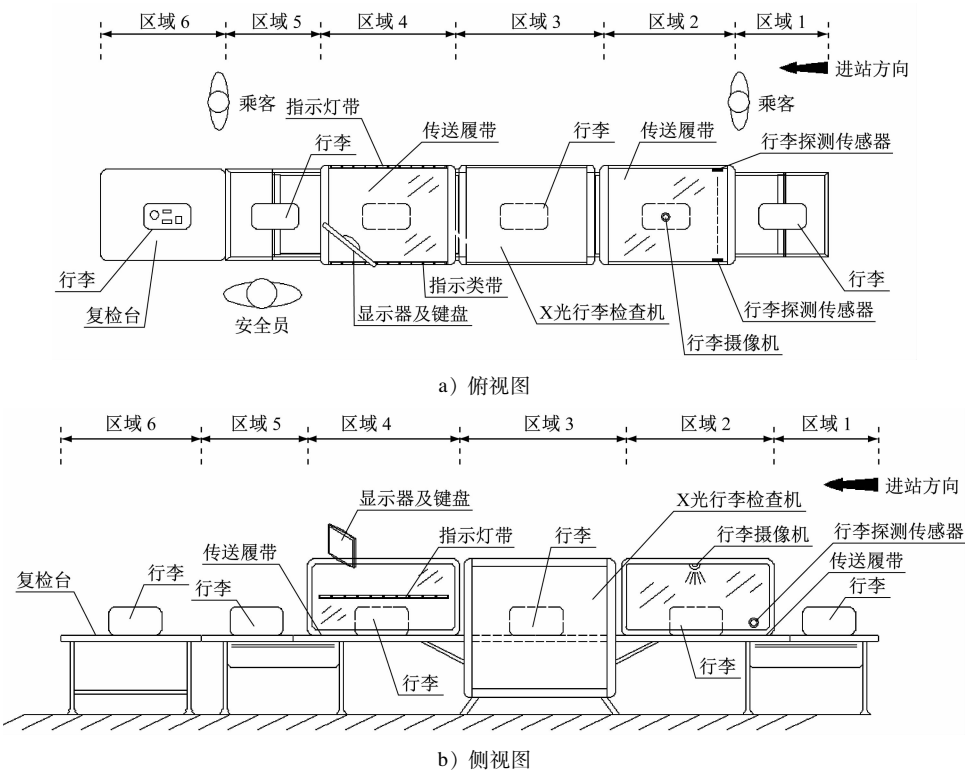 区域 6
区域 5
区域 4
区域 3
区域 2
区域 1
进站方向
乘客
指示灯带
乘客
行李
传送履带
行李
传送履带
行李探测传感器
行李
复检台
安全员
显示器及键盘
指示类带
X光行李检查机
行李摄像机
行李探测传感器
行李
a）俯视图
区域 6
区域 5
区域 4
区域 3
区域 2
区域 1
进站方向
显示器及键盘
X光行李检查机
传送履带
指示灯带
行李
行李摄像机
行李探测传感器
传送履带
复检台
行李
行李
行李
行李
行李
b）侧视图